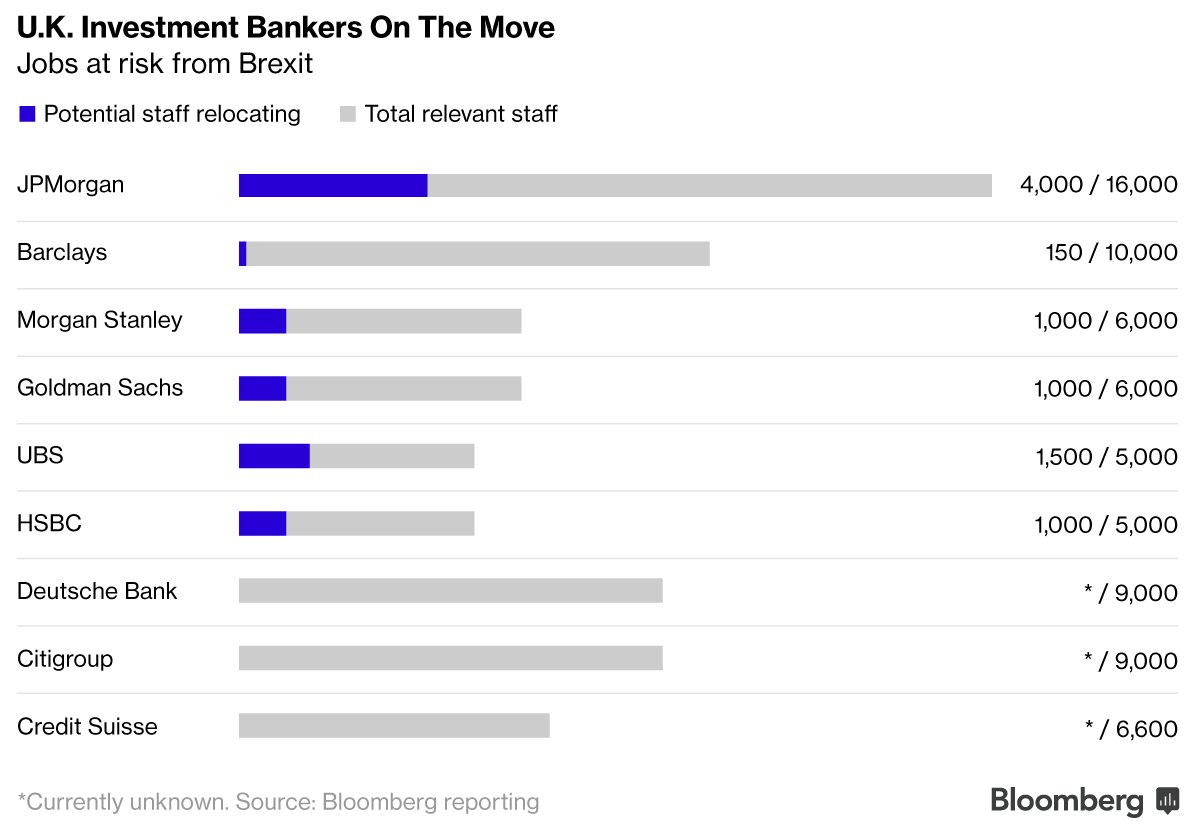 U.K. Investment Bankers On The Move
Jobs at risk from Brexit
Potential staff relocating Total relevant staff
JPMorgan 4,000 / 16,000
Barclays 150 / 10,000
Morgan Stanley 1,000 / 6,000
Goldman Sachs 1,000 / 6,000
UBS 1,500 / 5,000
HSBC 1,000 / 5,000
Deutsche Bank * / 9,000
Citigroup * / 9,000
Credit Suisse * / 6,600
*Currently unknown. Source: Bloomberg reporting
Bloomberg